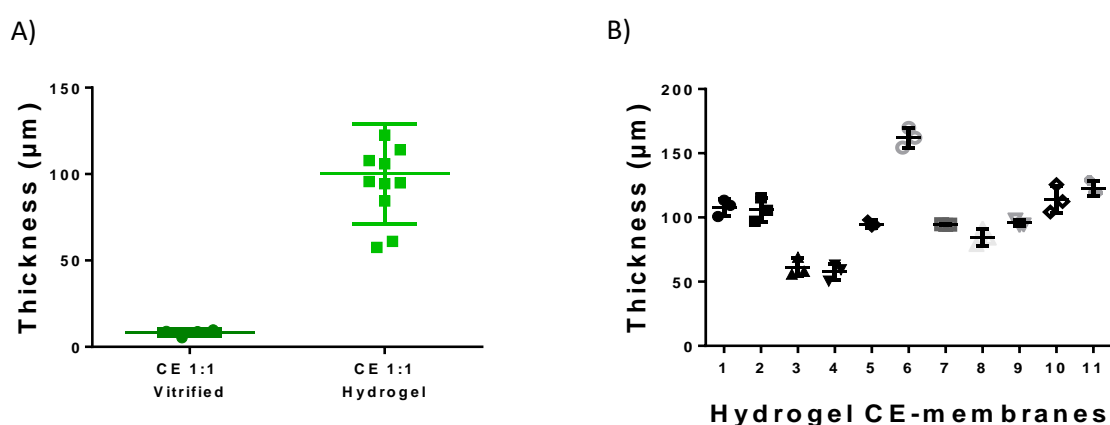 A)
B)
Thickness (µm)
150
100
50
0
CE 1:1
Vitrified
CE 1:1
Hydrogel
Thickness (µm)
200
150
100
50
0
1 2 3 4 5 6 7 8 9 10 11
Hydrogel CE-membranes